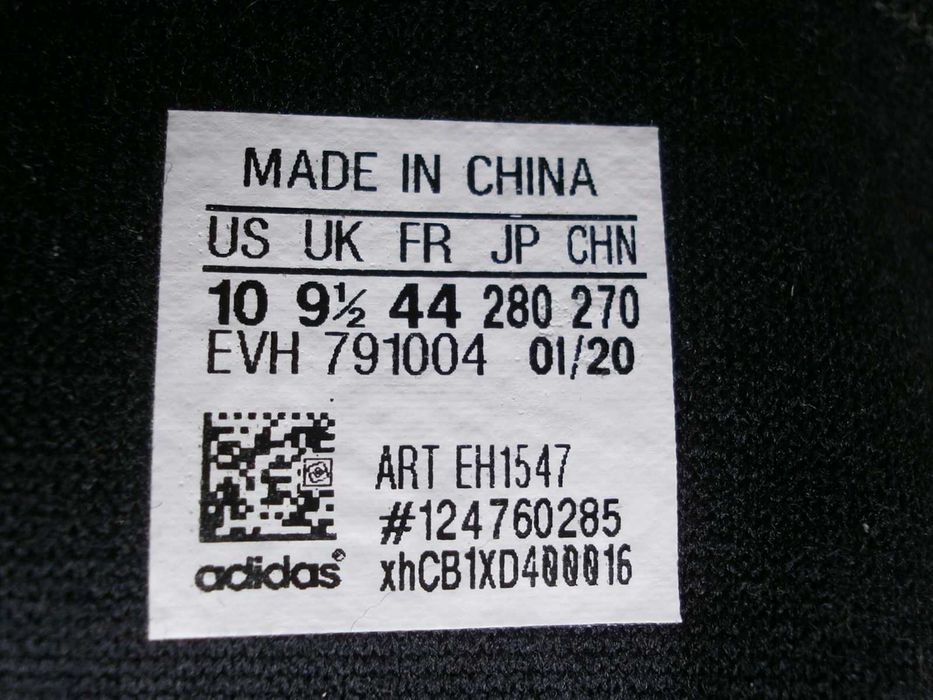 MADE IN CHINA
US UK FR JP CHN
10 9½ 44 280 270
EVH 791004 01/20
ART EH1547
#124760285
adidas® xhCB1XD400016